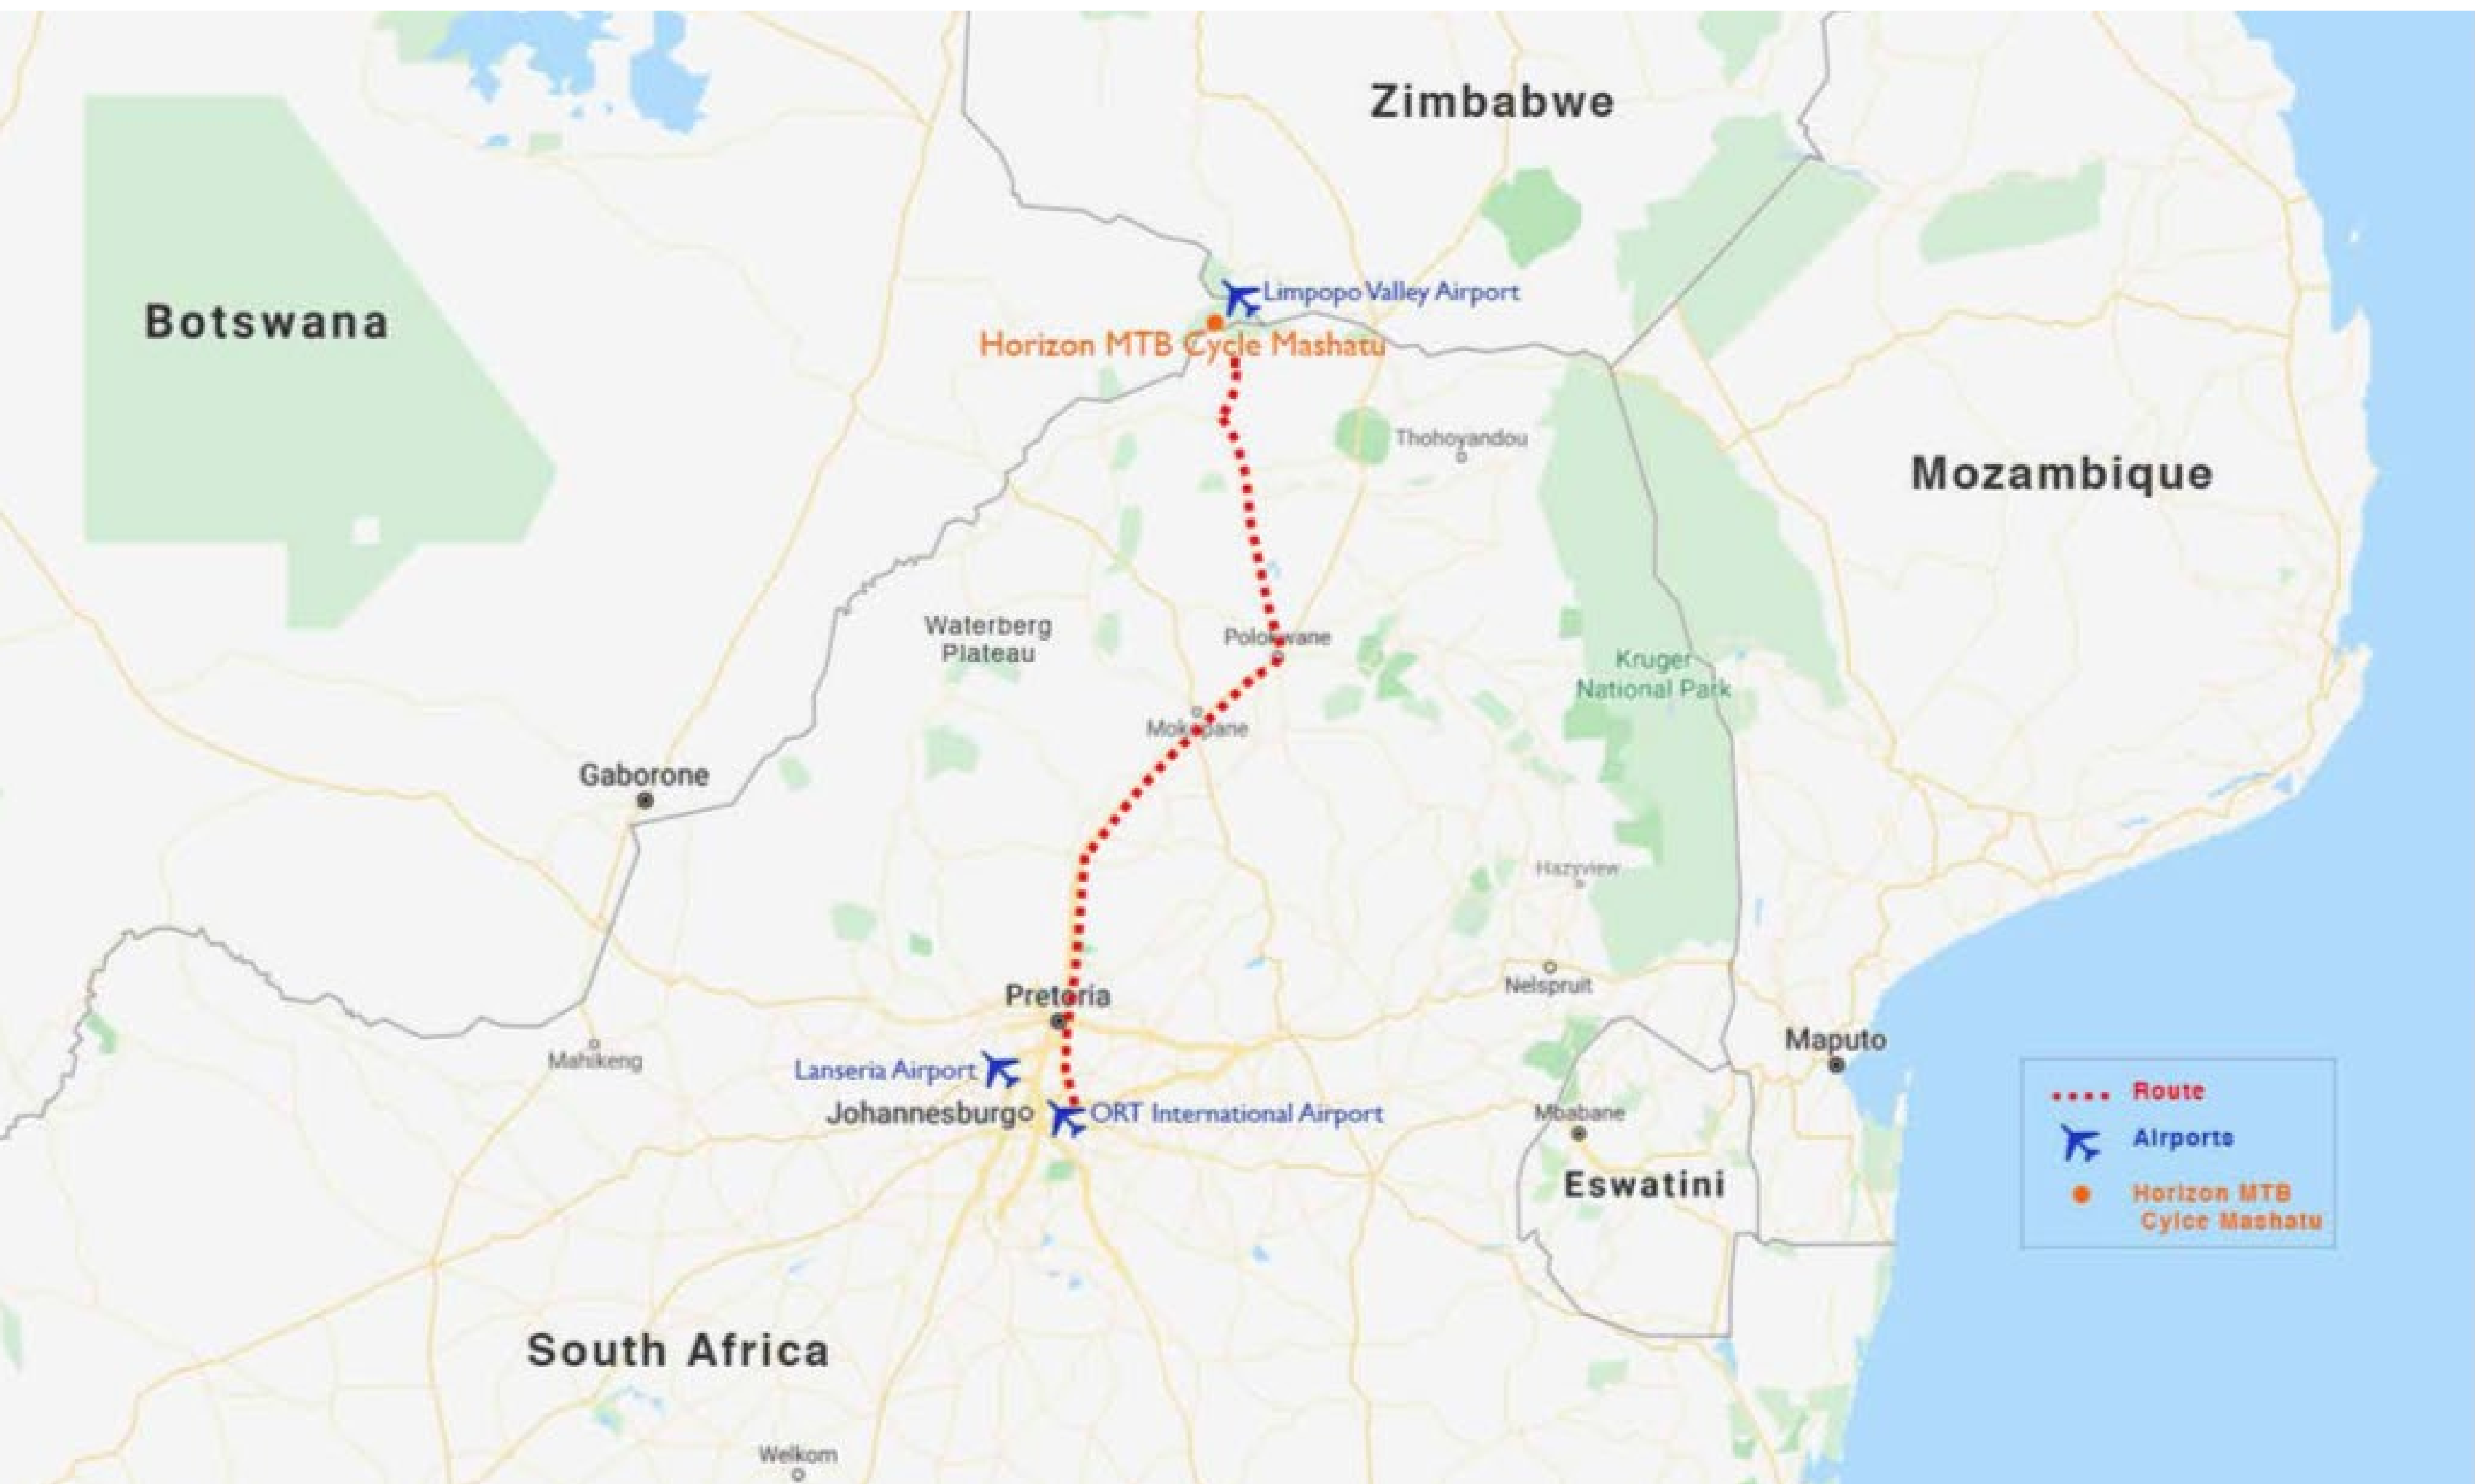 Zimbabwe
Limpopo Valley Airport
Botswana
Horizon MTB Cycle Mashatu
Thohoyandou
Mozambique
Waterberg
Plateau
Polokwane
Kruger
National Park
Mokopane
Gaborone
Hazyview
Pretoria
Nelspruit
Mahikeng
Lanseria Airport
Maputo
Johannesburg
ORT International Airport
Mbabane
Eswatini
Route
Airports
Horizon MTB
Cylce Mashatu
South Africa
Welkom